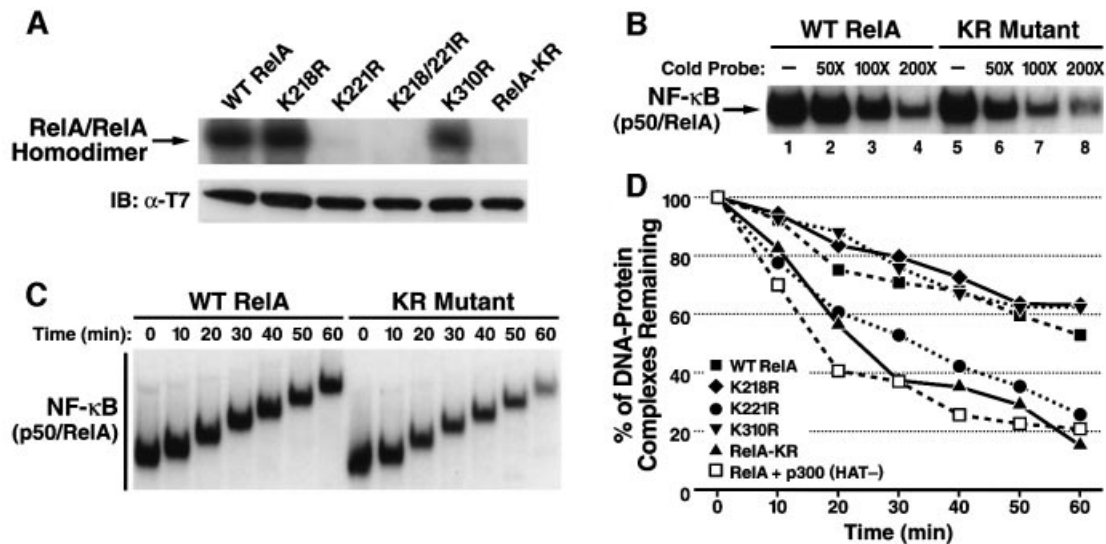 A
WT RelA
K218R
K221R
K218/221R
K310R
RelA-KR
RelA/RelA
Homodimer
IB: α-T7
B
WT RelA KR Mutant
Cold Probe: – 50X 100X 200X – 50X 100X 200X
NF-κB
(p50/RelA)
1 2 3 4 5 6 7 8
C
WT RelA KR Mutant
Time (min): 0 10 20 30 40 50 60 0 10 20 30 40 50 60
NF-κB
(p50/RelA)
D
% of DNA-Protein
Complexes Remaining
100
80
60
40
20
0
WT RelA
K218R
K221R
K310R
RelA-KR
RelA + p300 (HAT–)
0 10 20 30 40 50 60
Time (min)